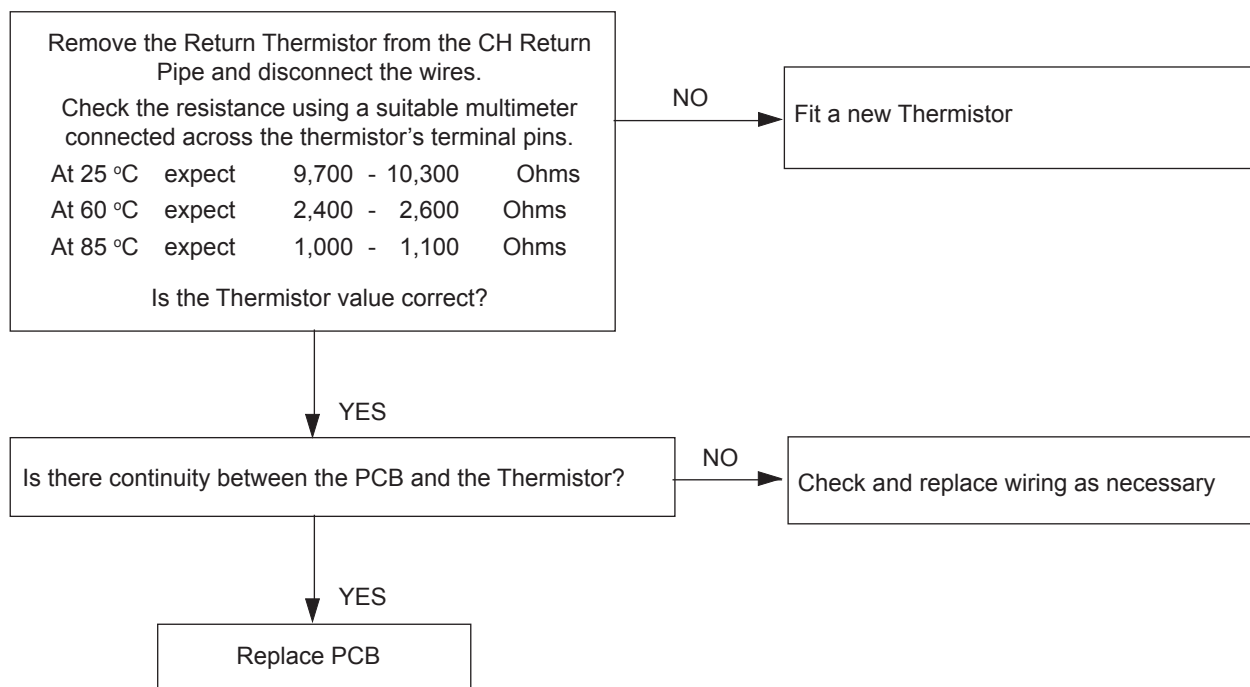 Remove the Return Thermistor from the CH Return
Pipe and disconnect the wires.
Check the resistance using a suitable multimeter
connected across the thermistor’s terminal pins.
At 25 ºC expect 9,700 - 10,300 Ohms
At 60 ºC expect 2,400 - 2,600 Ohms
At 85 ºC expect 1,000 - 1,100 Ohms
Is the Thermistor value correct?
NO
Fit a new Thermistor
YES
Is there continuity between the PCB and the Thermistor?
NO
Check and replace wiring as necessary
YES
Replace PCB